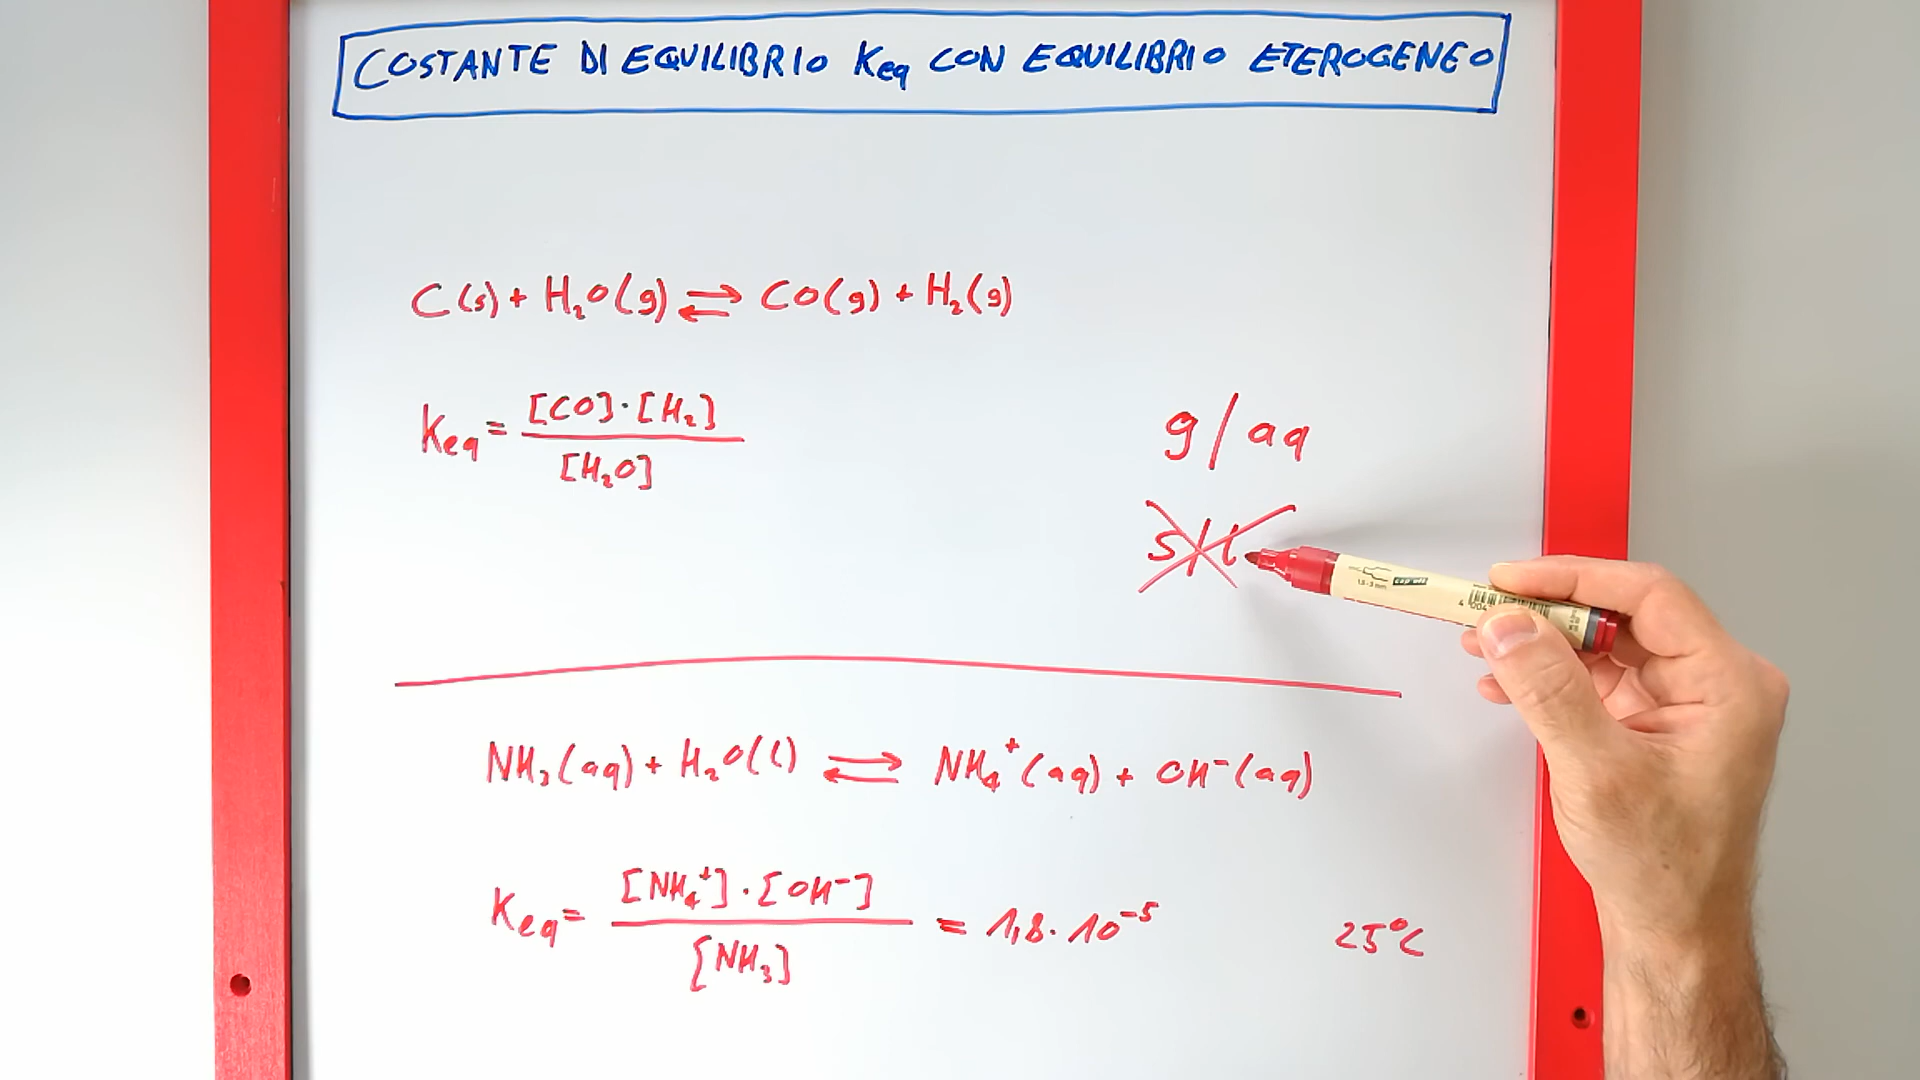 COSTANTE DI EQUILIBRIO Keq CON EQUILIBRIO ETEROGENEO
C(s) + H₂O(g) ⇄ CO(g) + H₂(g)
Keq = [CO]·[H₂] / [H₂O]
g/aq
s/l
NH₃(aq) + H₂O(l) ⇄ NH₄⁺(aq) + OH⁻(aq)
Keq = [NH₄⁺]·[OH⁻] / [NH₃] = 1,8·10⁻⁵ 25°C